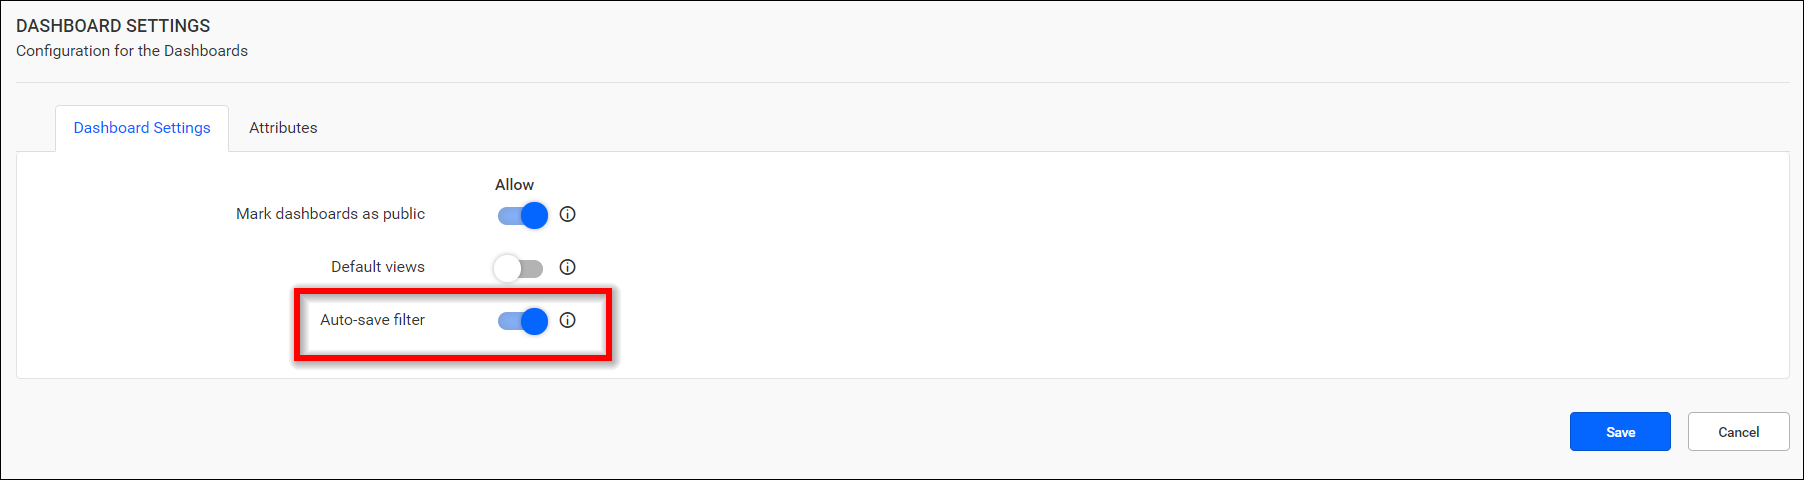 DASHBOARD SETTINGS
Configuration for the Dashboards
Dashboard Settings
Attributes
Allow
Mark dashboards as public
Default views
Auto-save filter
Save
Cancel